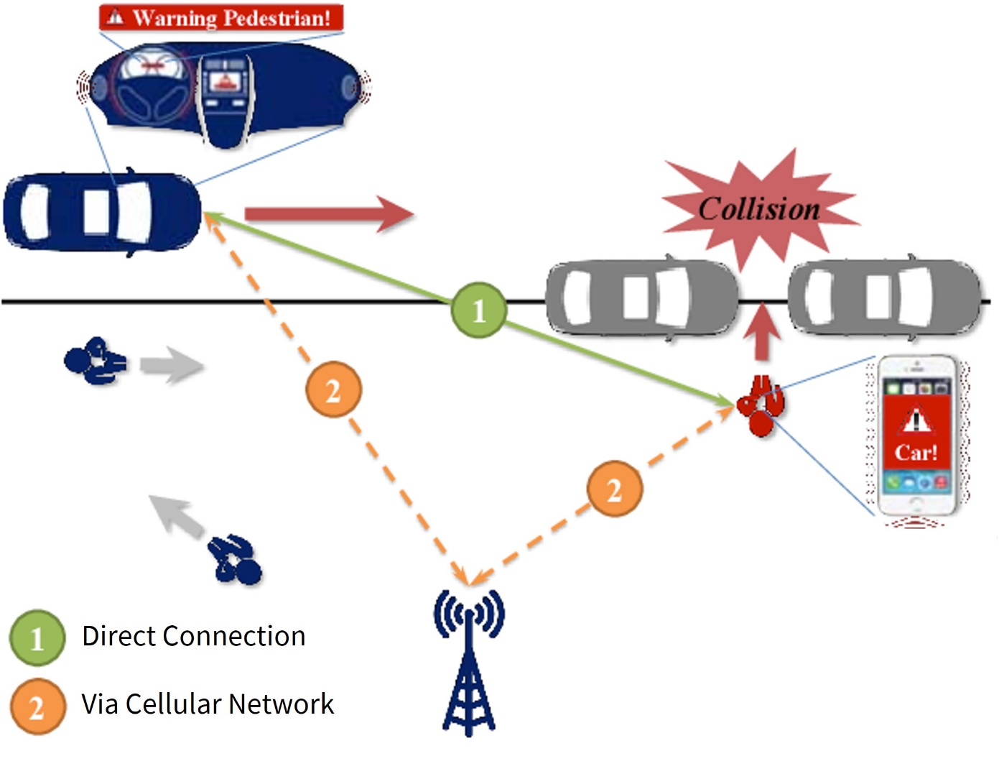 Warning Pedestrian!
Collision
1
2
2
Car!
1 Direct Connection
2 Via Cellular Network